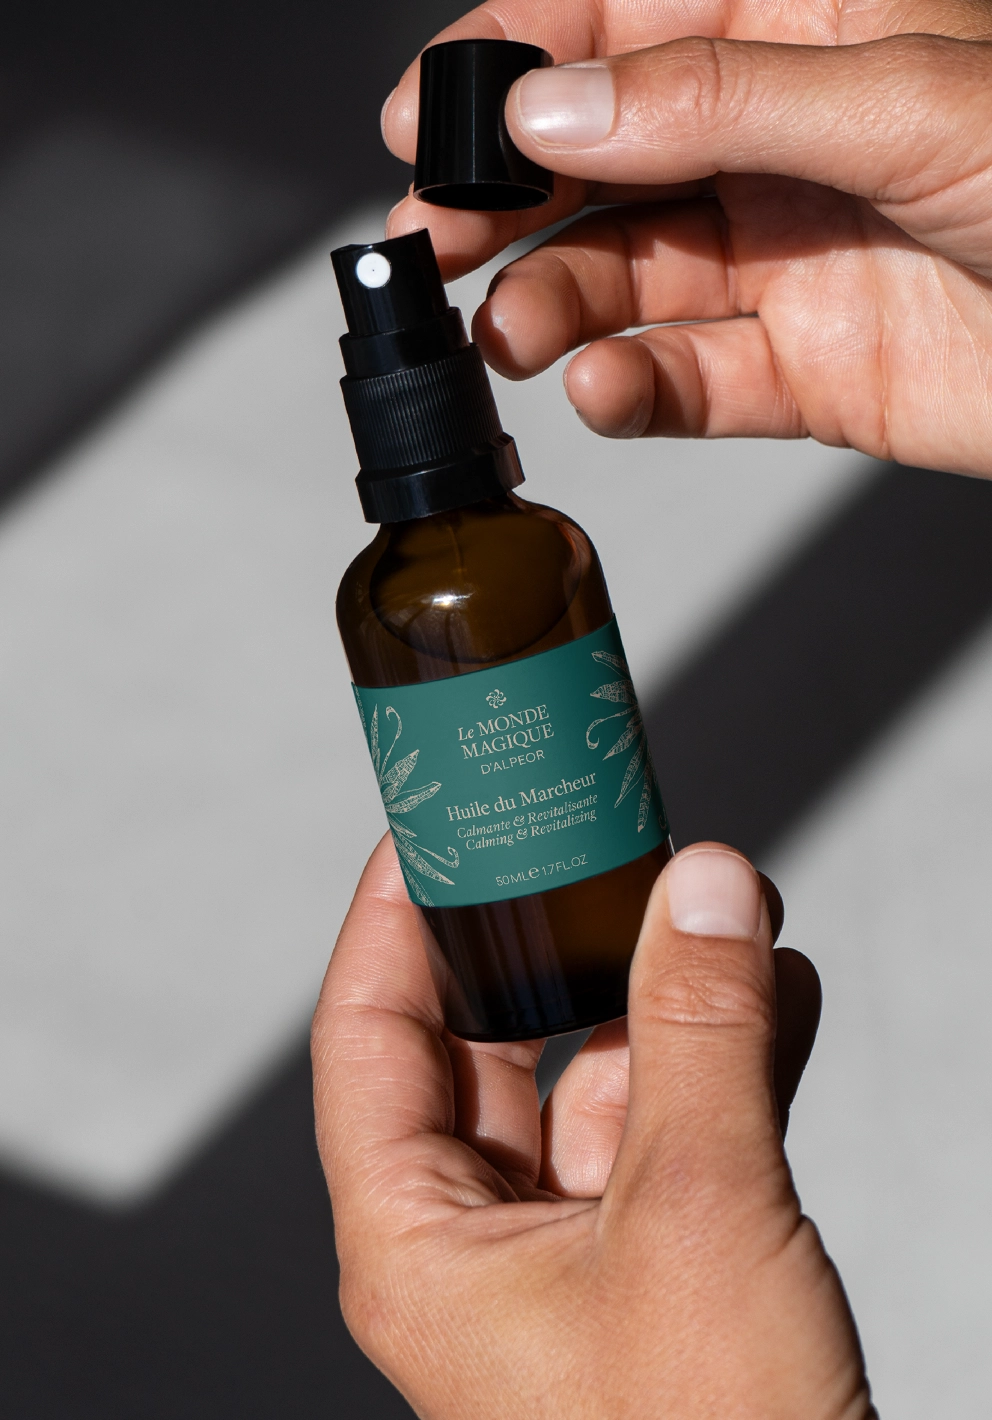 Le MONDE
MAGIQUE
D'ALPEOR
Huile du Marcheur
Calmante & Revitalisante
Calming & Revitalizing
50 ML e 1.7 FL.OZ